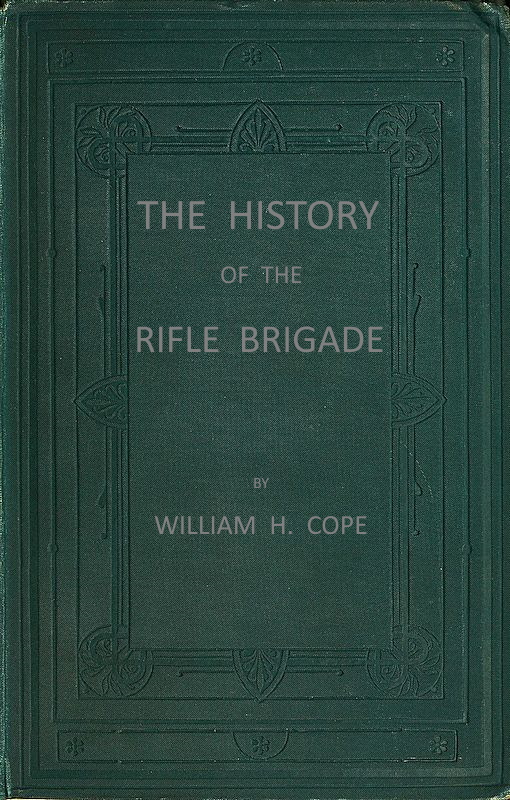 THE HISTORY
OF THE
RIFLE BRIGADE
BY
WILLIAM H. COPE